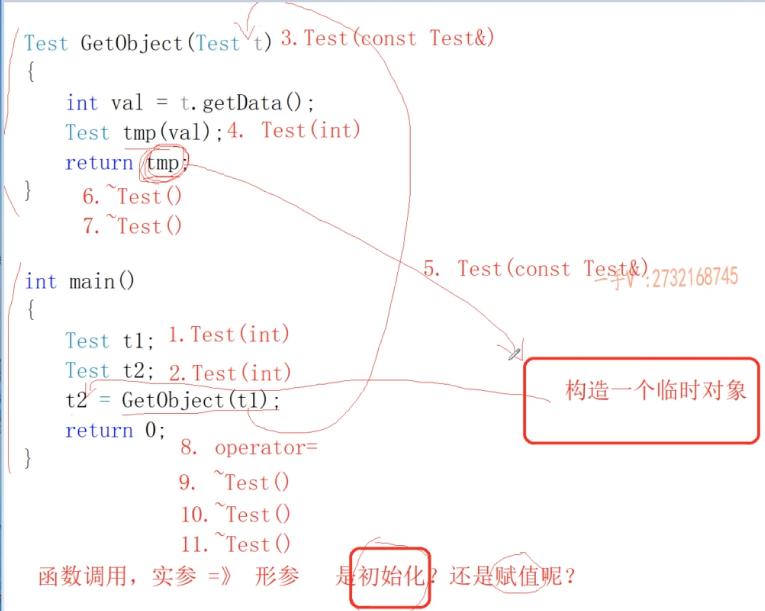 Test GetObject(Test t) 3.Test(const Test&)
{
int val = t.getData();
Test tmp(val); 4. Test(int)
return tmp;
} 6.~Test()
7.~Test()
5. Test(const Test&)
二手V :2732168745
int main()
{
Test t1; 1.Test(int)
Test t2; 2.Test(int)
t2 = GetObject(t1);
构造一个临时对象
return 0;
} 8. operator=
9. ~Test()
10.~Test()
11.~Test()
函数调用，实参 =》 形参 是初始化？还是赋值呢？